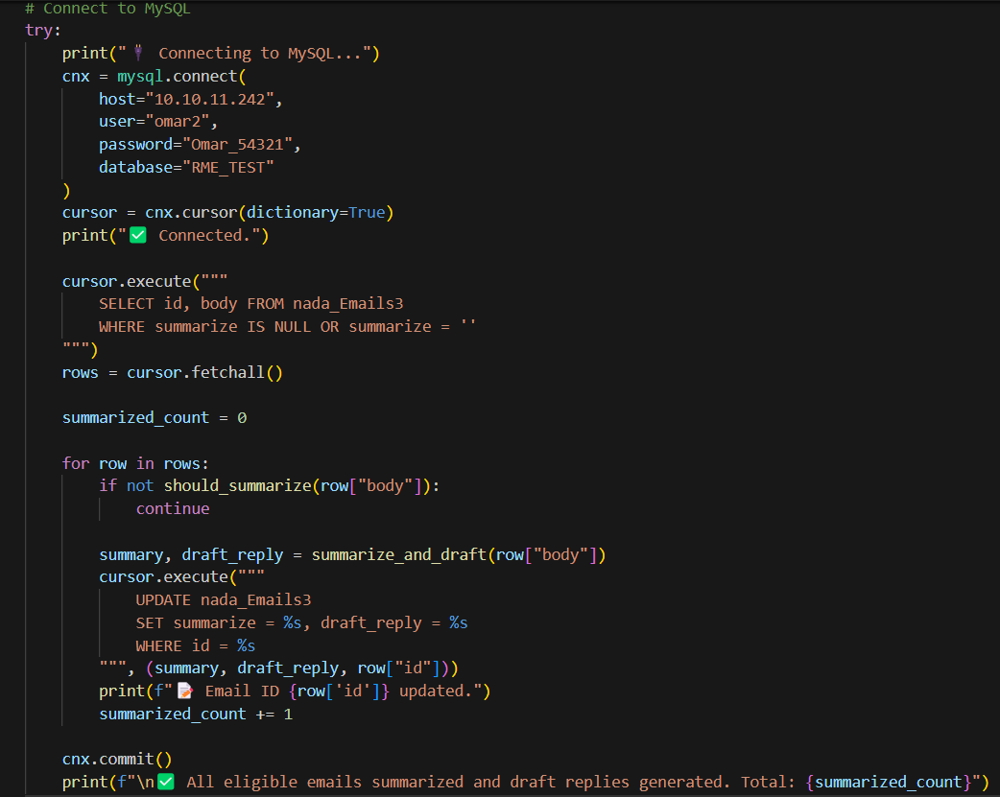 # Connect to MySQL
try:
    print("🔌 Connecting to MySQL...")
    cnx = mysql.connect(
        host="10.10.11.242",
        user="omar2",
        password="Omar_54321",
        database="RME_TEST"
    )
    cursor = cnx.cursor(dictionary=True)
    print("✅ Connected.")
    cursor.execute("""
        SELECT id, body FROM nada_Emails3
        WHERE summarize IS NULL OR summarize = ''
    """)
    rows = cursor.fetchall()
    summarized_count = 0
    for row in rows:
        if not should_summarize(row["body"]):
            continue
        summary, draft_reply = summarize_and_draft(row["body"])
        cursor.execute("""
            UPDATE nada_Emails3
            SET summarize = %s, draft_reply = %s
            WHERE id = %s
        """, (summary, draft_reply, row["id"]))
        print(f"📝 Email ID {row['id']} updated.")
        summarized_count += 1
    cnx.commit()
    print(f"\n✅ All eligible emails summarized and draft replies generated. Total: {summarized_count}")